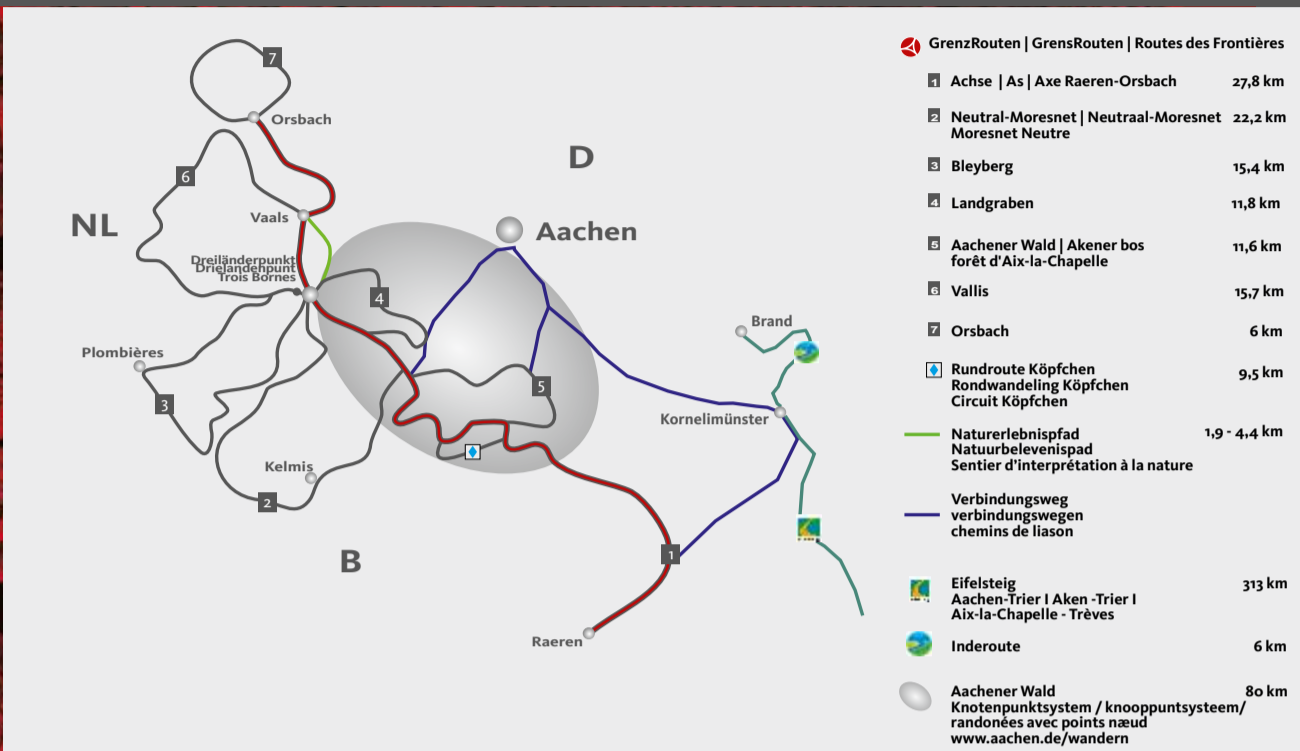 7
Orsbach
6
D
NL
Vaals
Aachen
Dreiländerpunkt
Drielandenpunt
Trois Bornes
4
Brand
Plombières
5
3
Kornelimünster
Kelmis
2
B
1
Raeren
GrenzRouten | GrensRouten | Routes des Frontières
1 Achse | As | Axe Raeren-Orsbach 27,8 km
2 Neutral-Moresnet | Neutraal-Moresnet 22,2 km
Moresnet Neutre
3 Bleyberg 15,4 km
4 Landgraben 11,8 km
5 Aachener Wald | Akener bos 11,6 km
forêt d'Aix-la-Chapelle
6 Vallis 15,7 km
7 Orsbach 6 km
Rundroute Köpfchen 9,5 km
Rondwandeling Köpfchen
Circuit Köpfchen
Naturerlebnispfad 1,9 - 4,4 km
Natuurbelevenispad
Sentier d'interprétation à la nature
Verbindungsweg
verbindungswegen
chemins de liason
Eifelsteig 313 km
Aachen-Trier I Aken -Trier I
Aix-la-Chapelle - Trèves
Inderoute 6 km
Aachener Wald 80 km
Knotenpunktsystem / knooppuntsysteem/
randonées avec points nœud
www.aachen.de/wandern